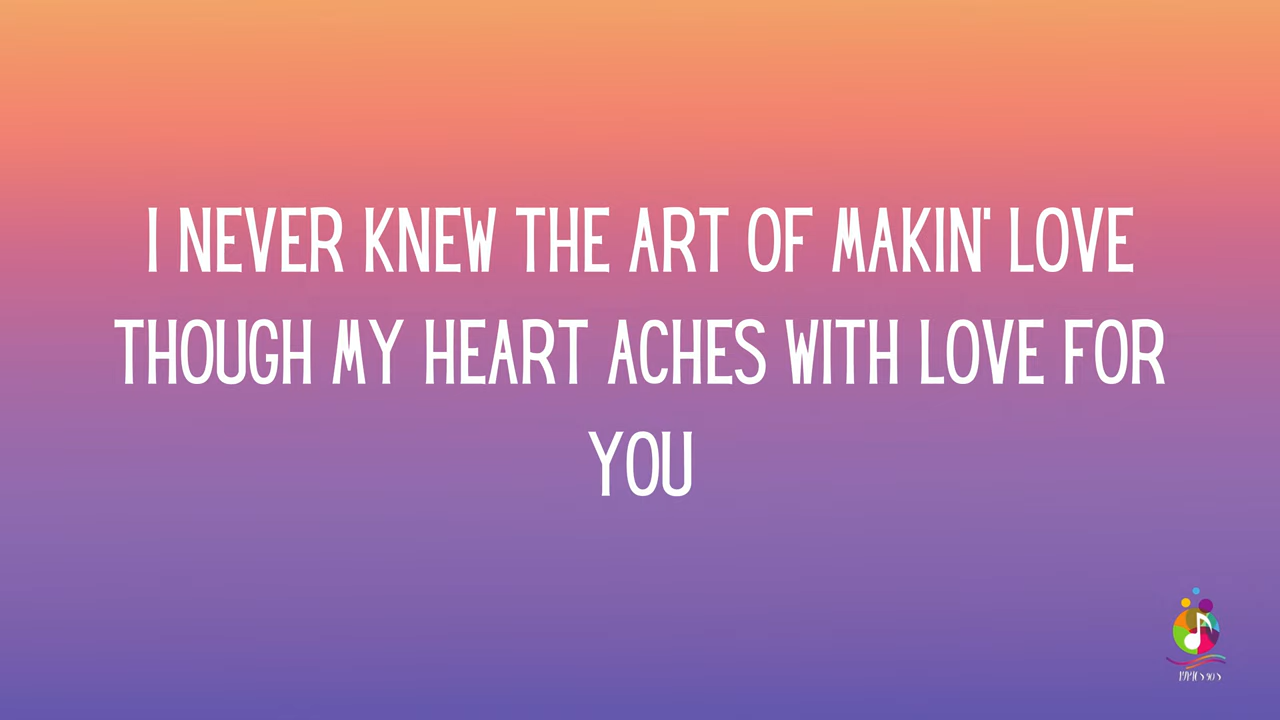 I NEVER KNEW THE ART OF MAKIN' LOVE
THOUGH MY HEART ACHES WITH LOVE FOR
YOU